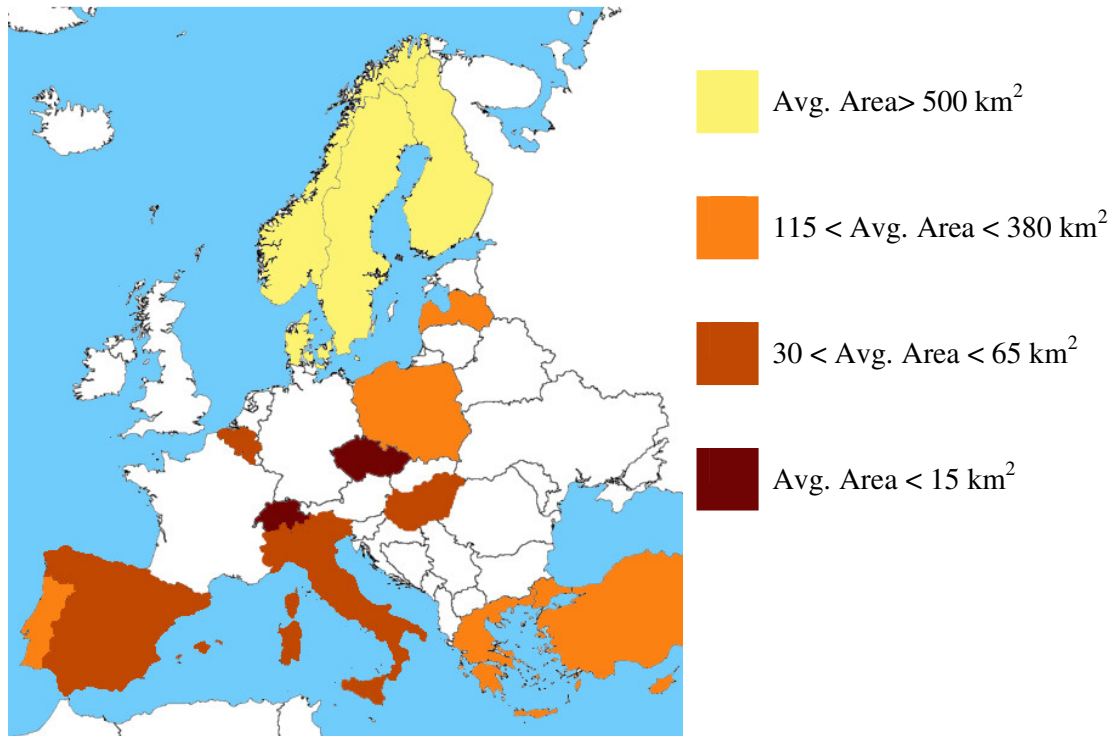 Avg. Area> 500 km²
115 < Avg. Area < 380 km²
30 < Avg. Area < 65 km²
Avg. Area < 15 km²